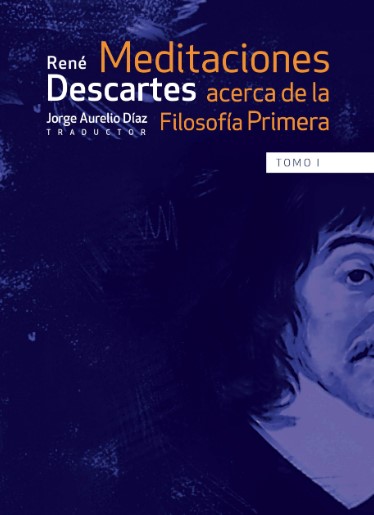 René Meditaciones
Descartes acerca de la
Jorge Aurelio Díaz Filosofía Primera
TRADUCTOR
TOMO I